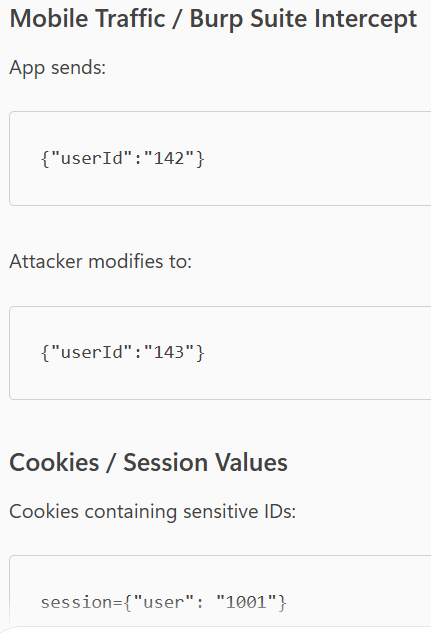 Mobile Traffic / Burp Suite Intercept
App sends:
{"userId":"142"}
Attacker modifies to:
{"userId":"143"}
Cookies / Session Values
Cookies containing sensitive IDs:
session={"user": "1001"}